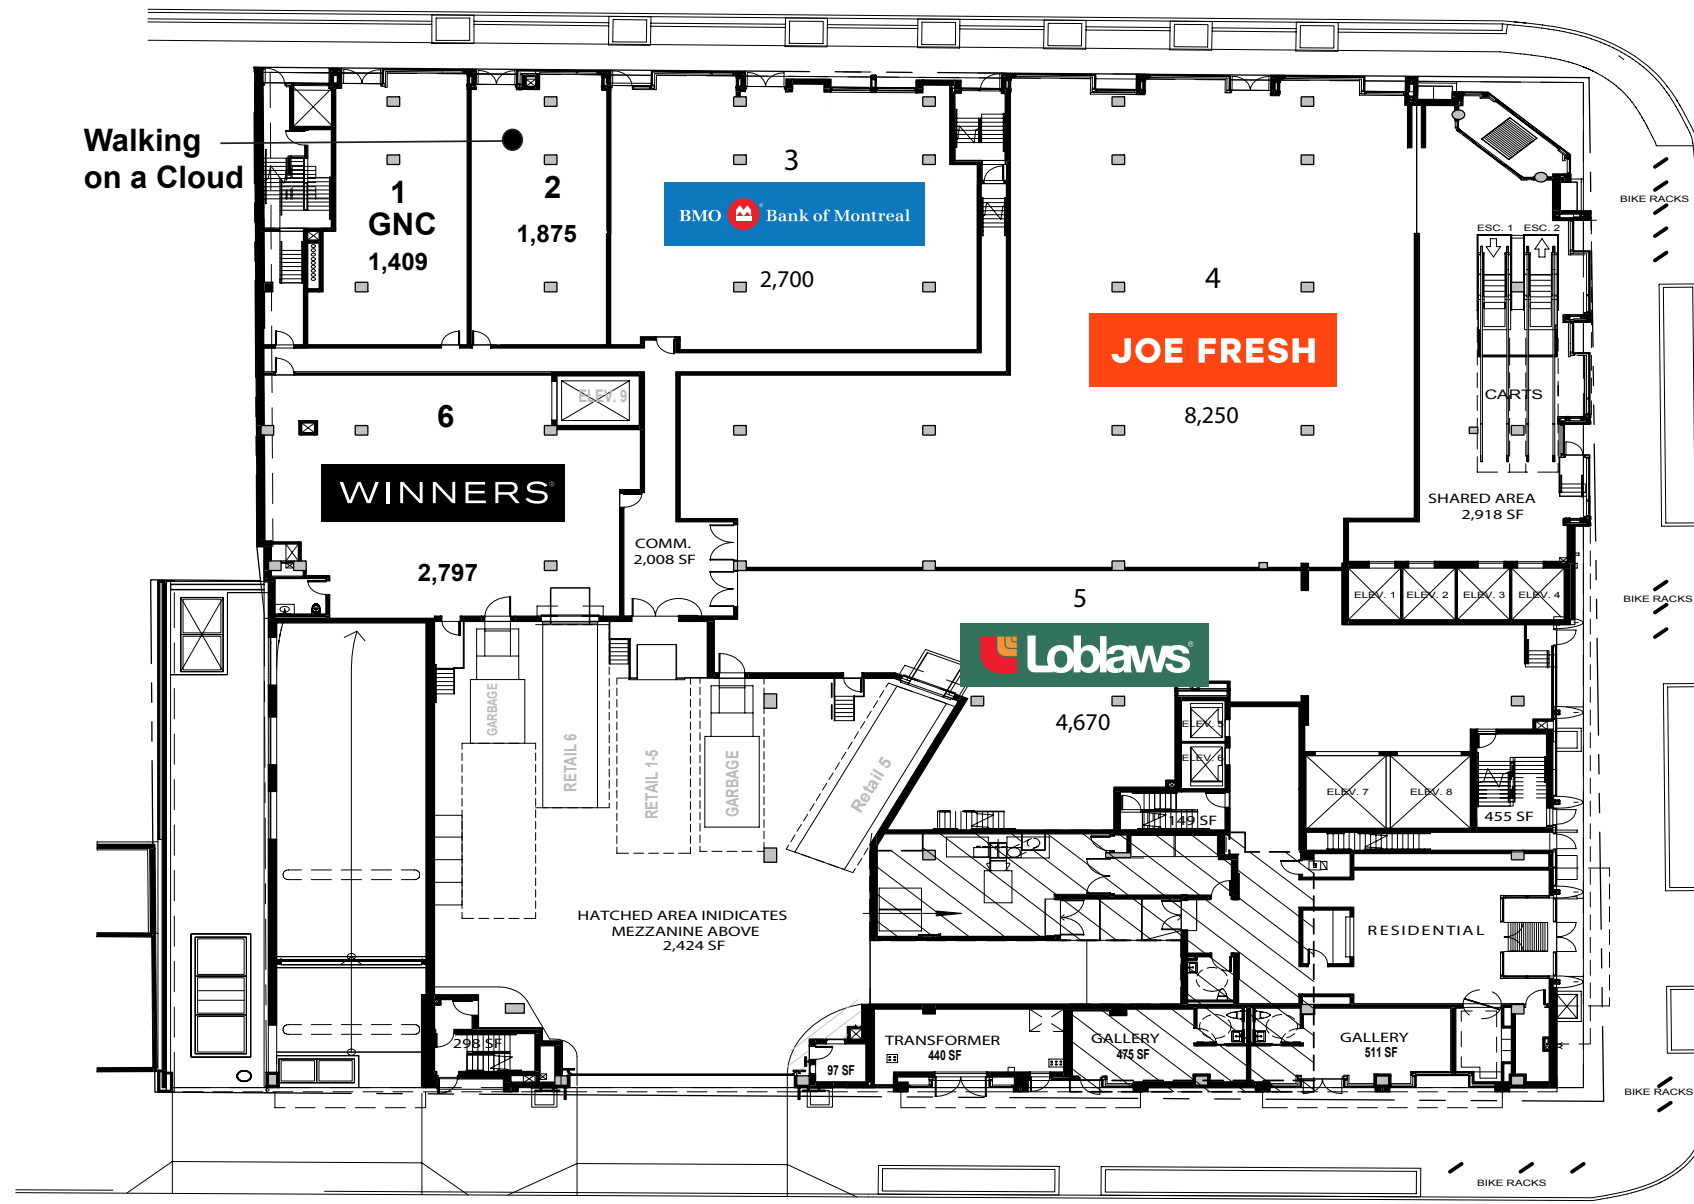 Walking
on a Cloud
1
GNC
1,409
2
1,875
3
BMO Bank of Montreal
2,700
4
JOE FRESH
8,250
BIKE RACKS
ESC. 1 ESC. 2
CARTS
SHARED AREA
2,918 SF
6
ELEV. 9
WINNERS®
2,797
COMM.
2,008 SF
5
Loblaws®
4,670
ELEV. 1 ELEV. 2 ELEV. 3 ELEV. 4
BIKE RACKS
ELEV. 5
ELEV. 6
149 SF
ELEV. 7 ELEV. 8
455 SF
GARBAGE
RETAIL 6
RETAIL 1-5
GARBAGE
Retail 5
HATCHED AREA INIDICATES
MEZZANINE ABOVE
2,424 SF
RESIDENTIAL
298 SF
97 SF
TRANSFORMER
440 SF
GALLERY
475 SF
GALLERY
511 SF
BIKE RACKS
BIKE RACKS